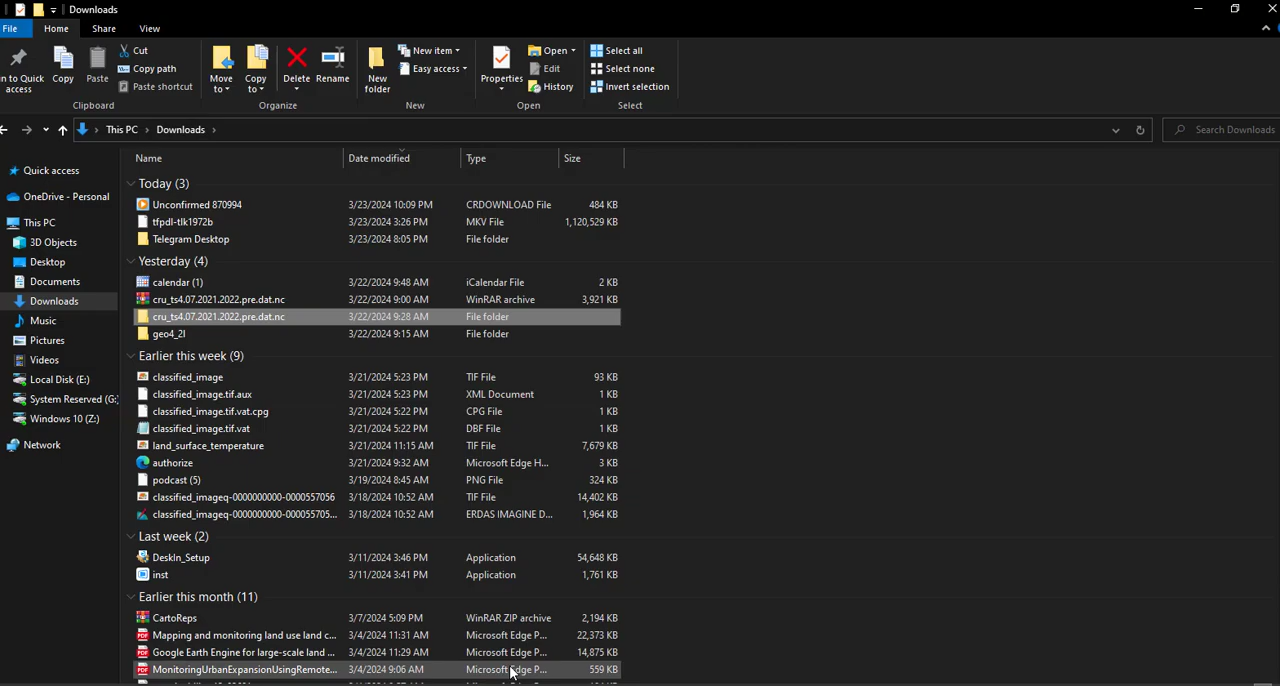 Downloads
File Home Share View
Cut
Copy path
Paste shortcut
n to Quick access
Copy
Paste
Clipboard
Move to
Copy to
Delete
Rename
Organize
New folder
New item
Easy access
New
Properties
Open
Edit
History
Open
Select all
Select none
Invert selection
Select
This PC Downloads
Search Downloads
Quick access
OneDrive - Personal
This PC
3D Objects
Desktop
Documents
Downloads
Music
Pictures
Videos
Local Disk (E:)
System Reserved (G:
Windows 10 (Z:)
Network
Name Date modified Type Size
Today (3)
Unconfirmed 870994 3/23/2024 10:09 PM CRDOWNLOAD File 484 KB
tfpdl-tlk1972b 3/23/2024 3:26 PM MKV File 1,120,529 KB
Telegram Desktop 3/23/2024 8:05 PM File folder
Yesterday (4)
calendar (1) 3/22/2024 9:48 AM iCalendar File 2 KB
cru_ts4.07.2021.2022.pre.dat.nc 3/22/2024 9:00 AM WinRAR archive 3,921 KB
cru_ts4.07.2021.2022.pre.dat.nc 3/22/2024 9:28 AM File folder
geo4_2l 3/22/2024 9:15 AM File folder
Earlier this week (9)
classified_image 3/21/2024 5:23 PM TIF File 93 KB
classified_image.tif.aux 3/21/2024 5:23 PM XML Document 1 KB
classified_image.tif.vat.cpg 3/21/2024 5:22 PM CPG File 1 KB
classified_image.tif.vat 3/21/2024 5:22 PM DBF File 1 KB
land_surface_temperature 3/21/2024 11:15 AM TIF File 7,679 KB
authorize 3/21/2024 9:32 AM Microsoft Edge H... 3 KB
podcast (5) 3/19/2024 8:45 AM PNG File 324 KB
classified_imageq-0000000000-0000557056 3/18/2024 10:52 AM TIF File 14,402 KB
classified_imageq-0000000000-000055705... 3/18/2024 10:52 AM ERDAS IMAGINE D... 1,964 KB
Last week (2)
DeskIn_Setup 3/11/2024 3:46 PM Application 54,648 KB
inst 3/11/2024 3:41 PM Application 1,761 KB
Earlier this month (11)
CartoReps 3/7/2024 5:09 PM WinRAR ZIP archive 2,194 KB
Mapping and monitoring land use land c... 3/4/2024 11:31 AM Microsoft Edge P... 22,373 KB
Google Earth Engine for large-scale land ... 3/4/2024 11:29 AM Microsoft Edge P... 14,875 KB
MonitoringUrbanExpansionUsingRemote... 3/4/2024 9:06 AM Microsoft Edge P... 559 KB